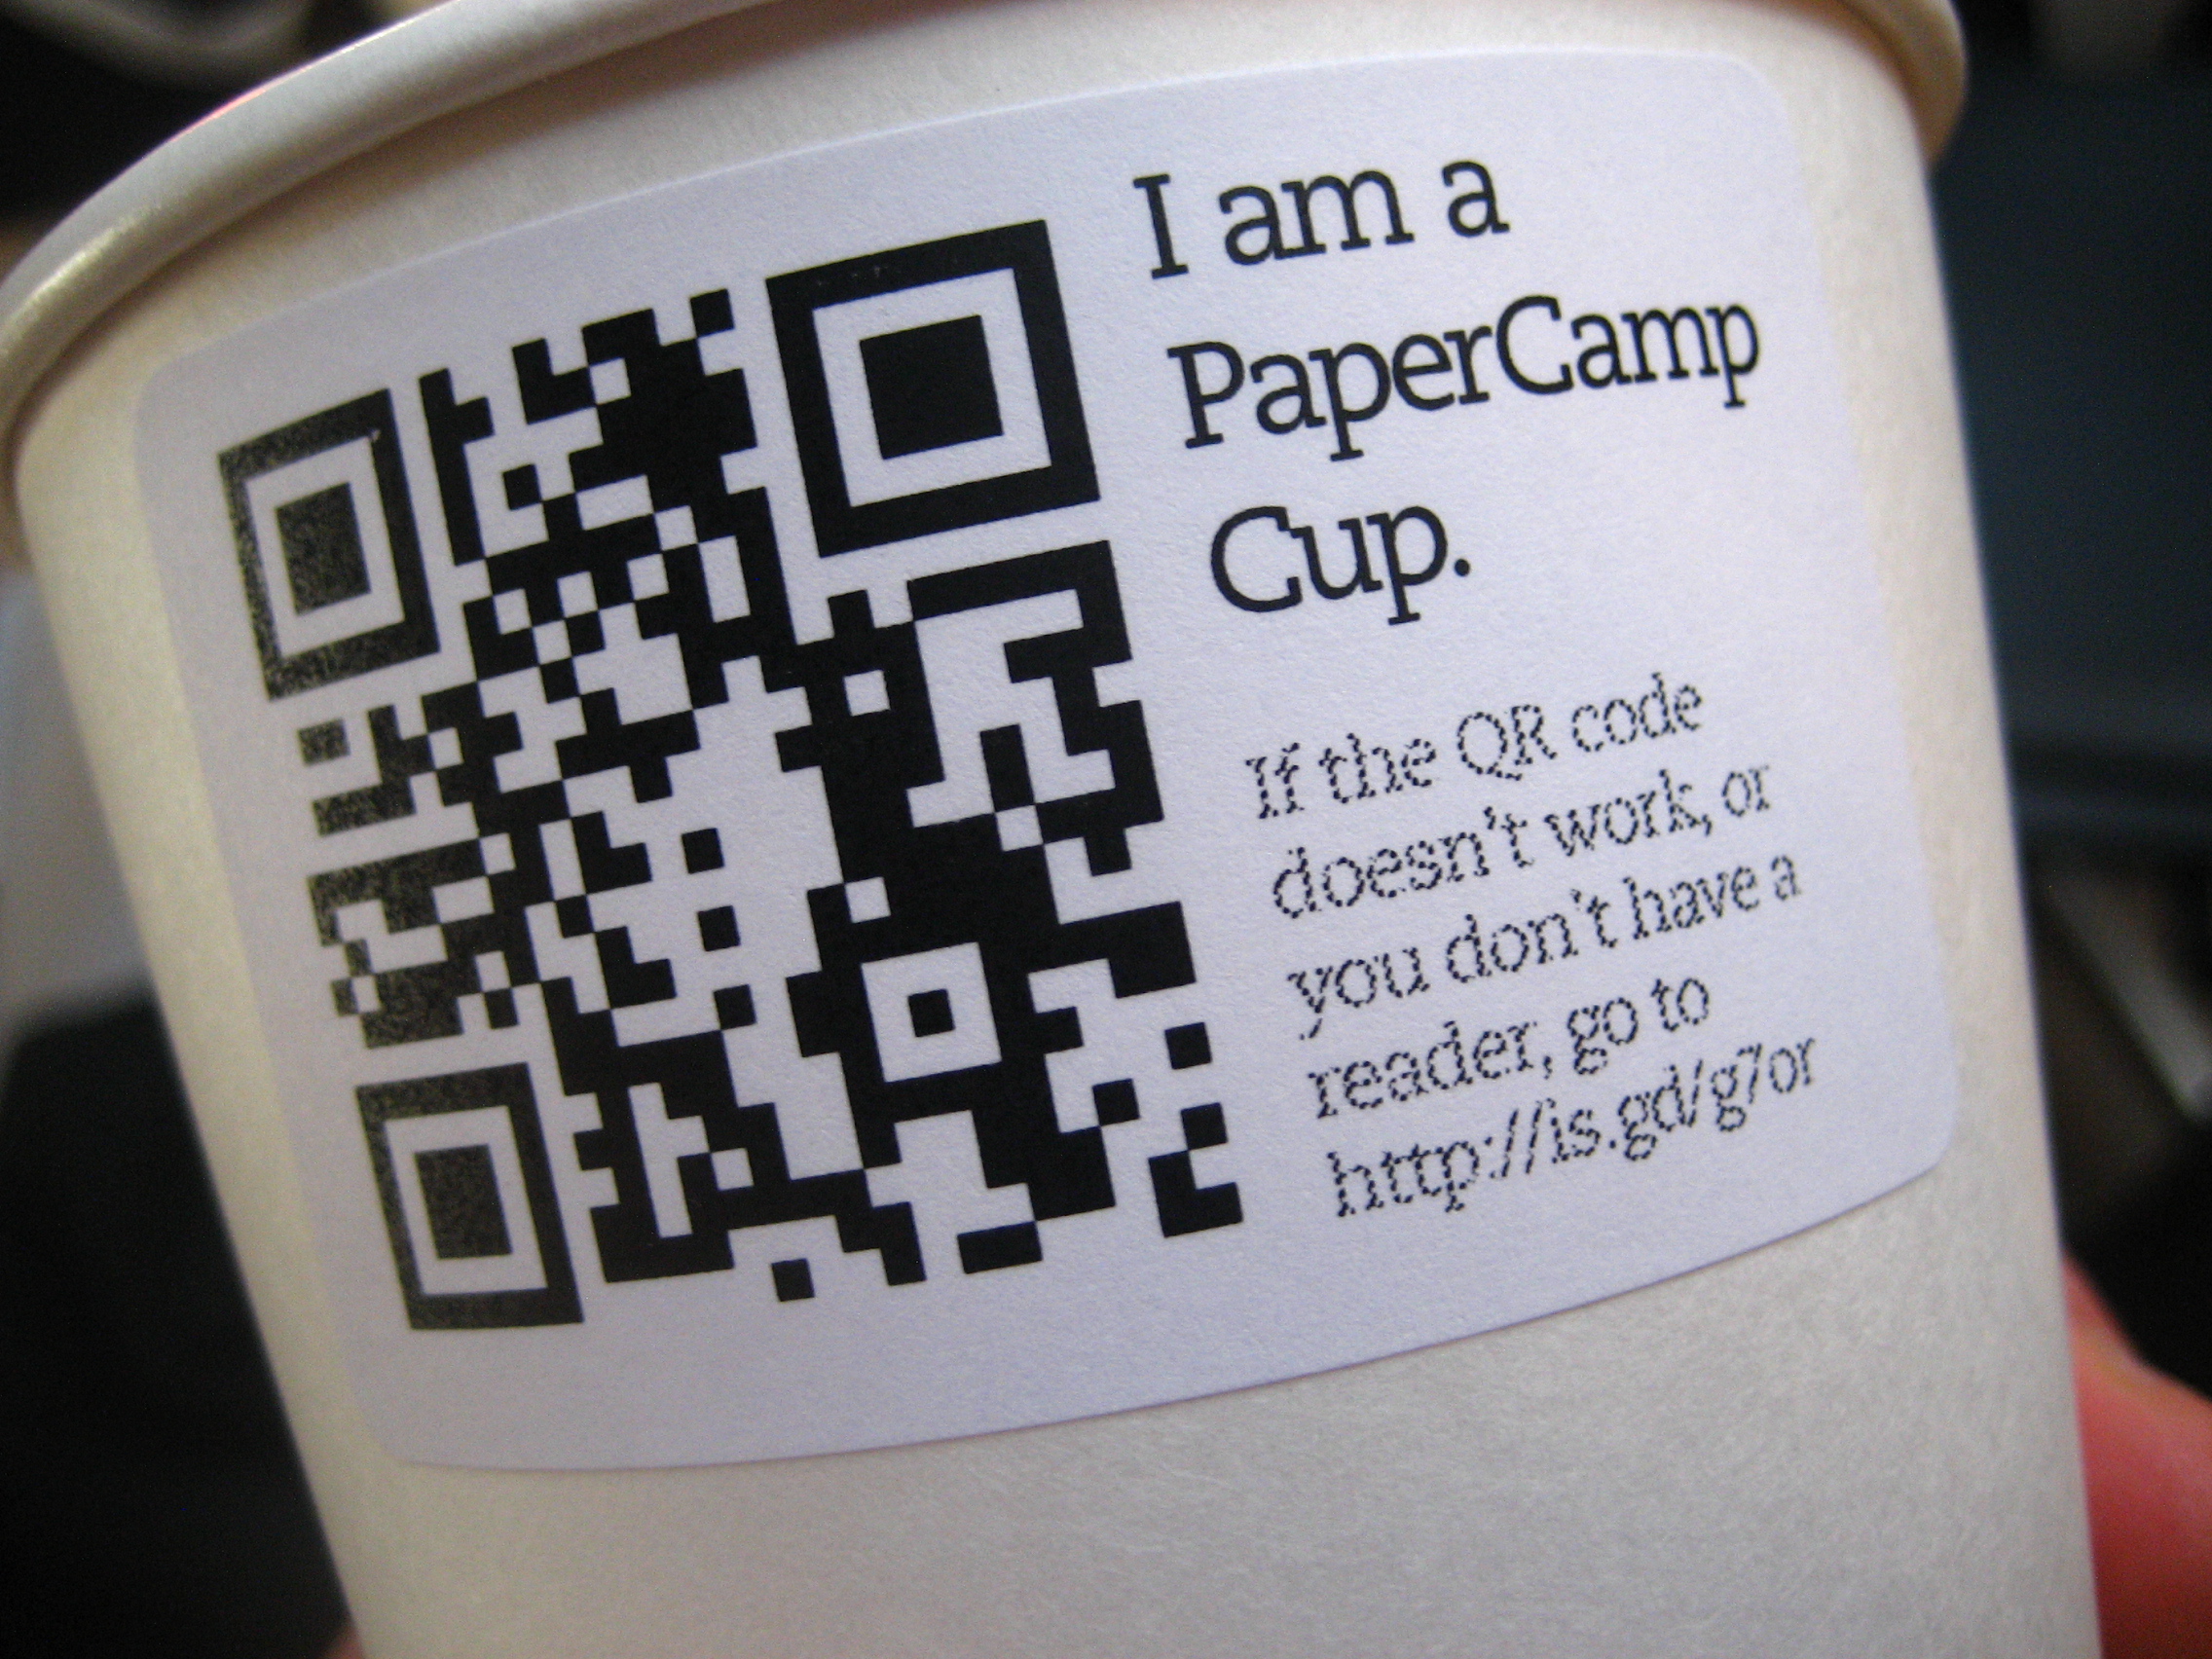 I am a
PaperCamp
Cup.
If the QR code
doesn't work, or
you don't have a
reader, go to
http://is.gd/g7or